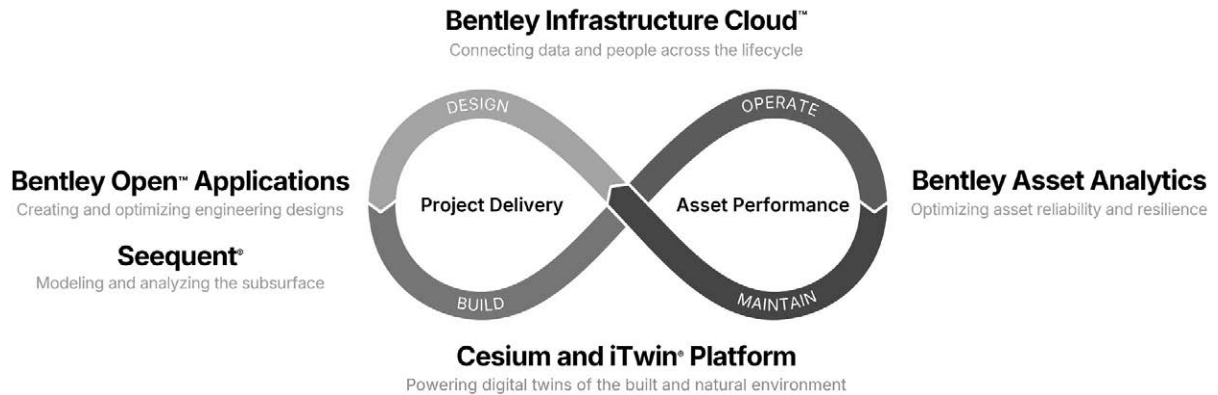 Bentley Infrastructure Cloud™
Connecting data and people across the lifecycle
DESIGN
OPERATE
Bentley Open™ Applications
Creating and optimizing engineering designs
Seequent®
Modeling and analyzing the subsurface
Project Delivery
Asset Performance
Bentley Asset Analytics
Optimizing asset reliability and resilience
BUILD
MAINTAIN
Cesium and iTwin® Platform
Powering digital twins of the built and natural environment